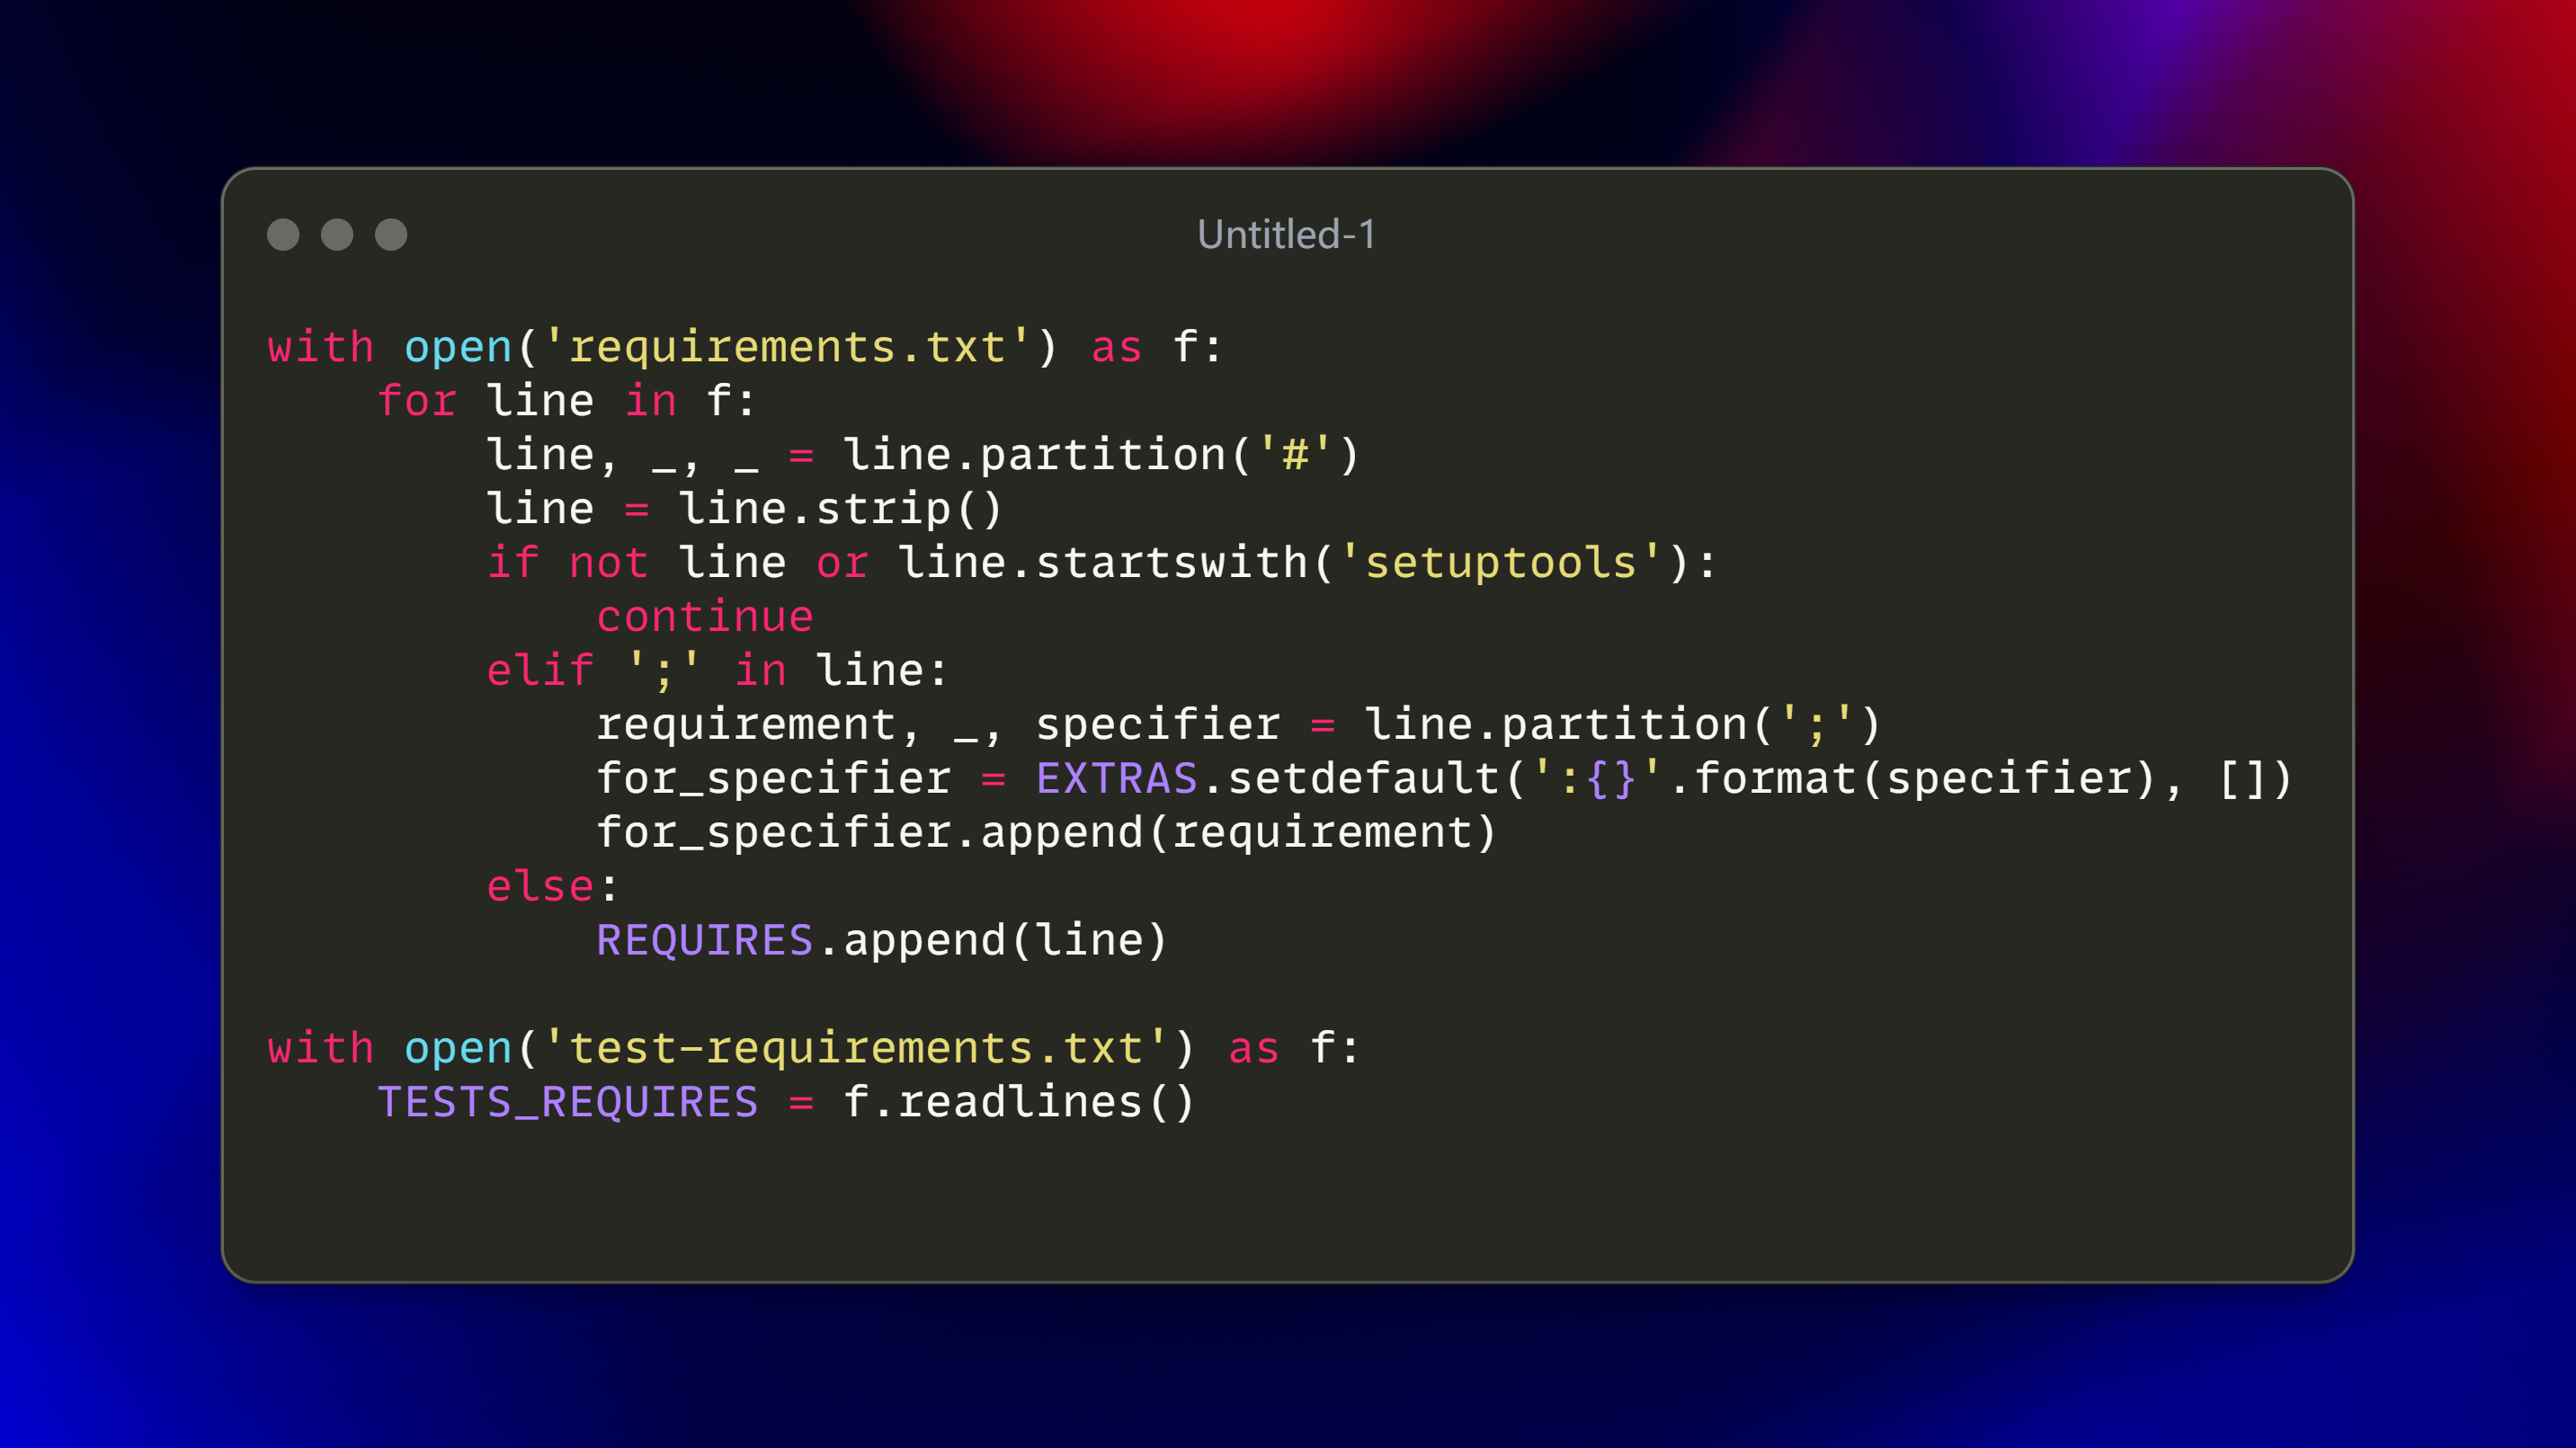 Untitled-1
with open('requirements.txt') as f:
    for line in f:
        line, _, _ = line.partition('#')
        line = line.strip()
        if not line or line.startswith('setuptools'):
            continue
        elif ';' in line:
            requirement, _, specifier = line.partition(';')
            for_specifier = EXTRAS.setdefault(':{}'.format(specifier), [])
            for_specifier.append(requirement)
        else:
            REQUIRES.append(line)

with open('test-requirements.txt') as f:
    TESTS_REQUIRES = f.readlines()